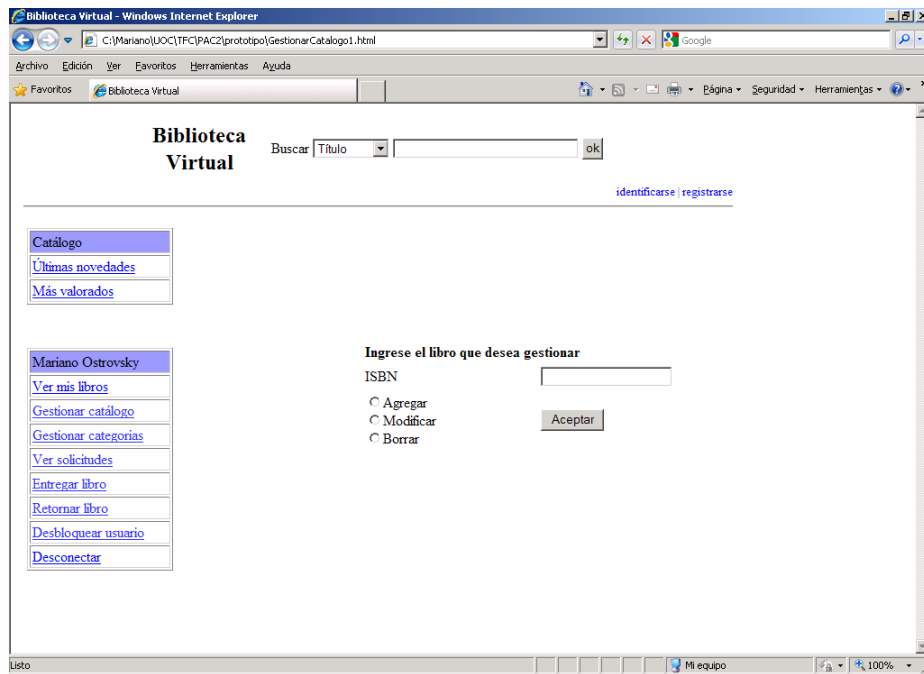 Biblioteca Virtual - Windows Internet Explorer
C:\Mariano\UOC\TFC\PAC2\prototipo\GestionarCatalogo1.html
Google
Archivo Edición Ver Favoritos Herramientas Ayuda
Favoritos Biblioteca Virtual Página Seguridad Herramientas
Biblioteca
Virtual
Buscar Título ok
identificarse | registrarse
Catálogo
Últimas novedades
Más valorados
Mariano Ostrovsky
Ver mis libros
Gestionar catálogo
Gestionar categorias
Ver solicitudes
Entregar libro
Retornar libro
Desbloquear usuario
Desconectar
Ingrese el libro que desea gestionar
ISBN
Agregar
Modificar
Borrar
Aceptar
Listo Mi equipo 100%